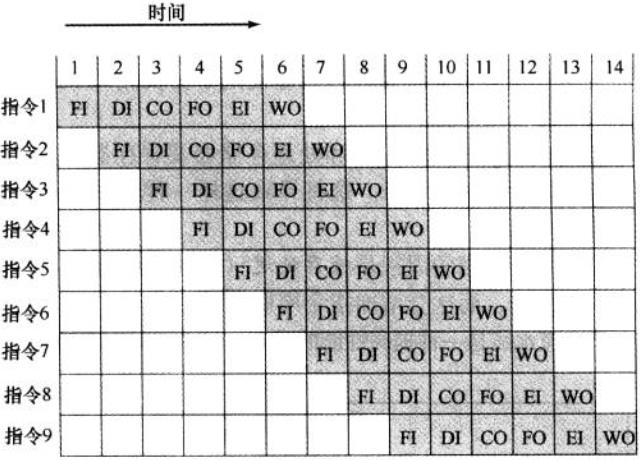 时间
1 2 3 4 5 6 7 8 9 10 11 12 13 14
指令1 FI DI CO FO EI WO
指令2 FI DI CO FO EI WO
指令3 FI DI CO FO EI WO
指令4 FI DI CO FO EI WO
指令5 FI DI CO FO EI WO
指令6 FI DI CO FO EI WO
指令7 FI DI CO FO EI WO
指令8 FI DI CO FO EI WO
指令9 FI DI CO FO EI WO